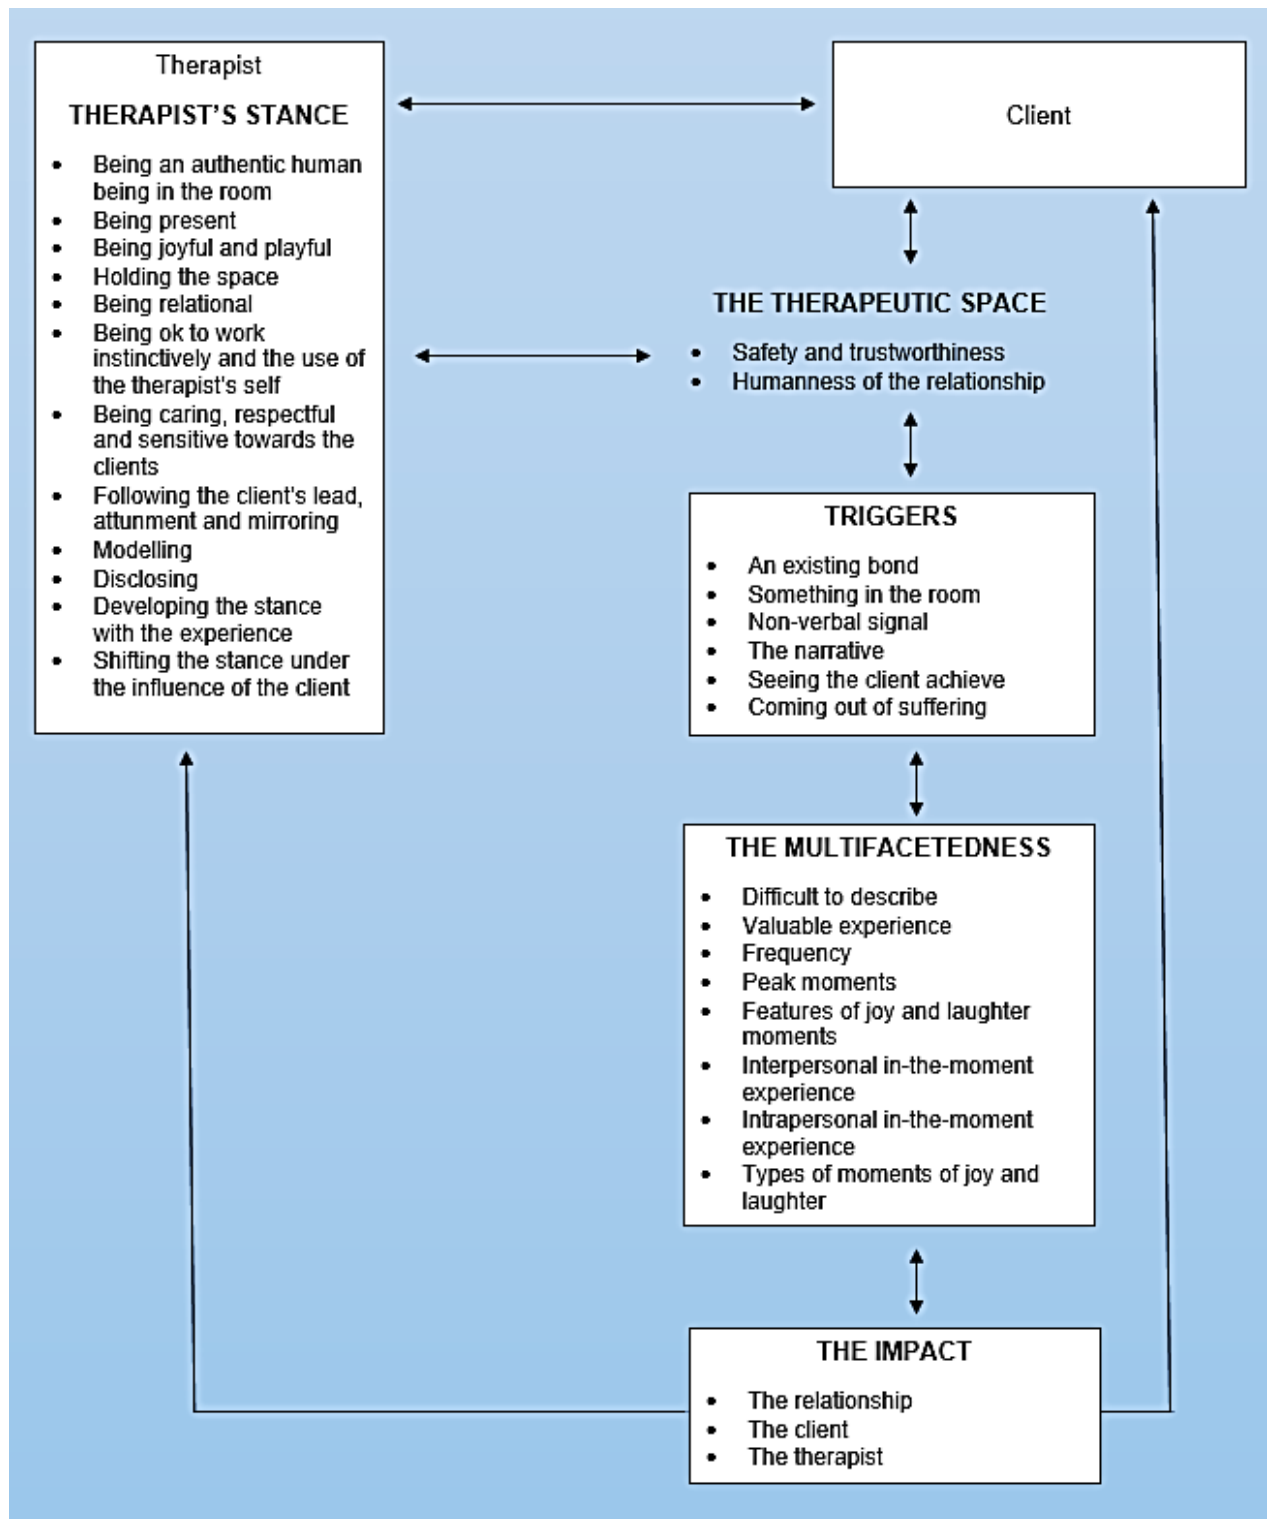 Therapist
THERAPIST'S STANCE
• Being an authentic human
being in the room
• Being present
• Being joyful and playful
• Holding the space
• Being relational
• Being ok to work
instinctively and the use of
the therapist's self
• Being caring, respectful
and sensitive towards the
clients
• Following the client's lead,
attunment and mirroring
• Modelling
• Disclosing
• Developing the stance
with the experience
• Shifting the stance under
the influence of the client
Client
THE THERAPEUTIC SPACE
• Safety and trustworthiness
• Humanness of the relationship
TRIGGERS
• An existing bond
• Something in the room
• Non-verbal signal
• The narrative
• Seeing the client achieve
• Coming out of suffering
THE MULTIFACETEDNESS
• Difficult to describe
• Valuable experience
• Frequency
• Peak moments
• Features of joy and laughter
moments
• Interpersonal in-the-moment
experience
• Intrapersonal in-the-moment
experience
• Types of moments of joy and
laughter
THE IMPACT
• The relationship
• The client
• The therapist